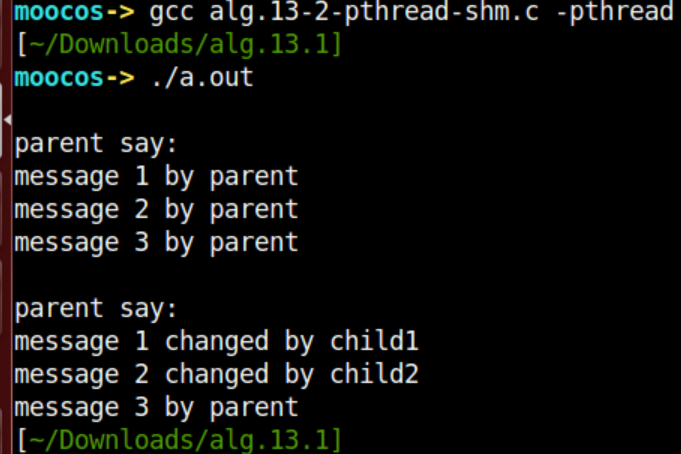 moocos-> gcc alg.13-2-pthread-shm.c -pthread
[~/Downloads/alg.13.1]
moocos-> ./a.out
parent say:
message 1 by parent
message 2 by parent
message 3 by parent
parent say:
message 1 changed by child1
message 2 changed by child2
message 3 by parent
[~/Downloads/alg.13.1]